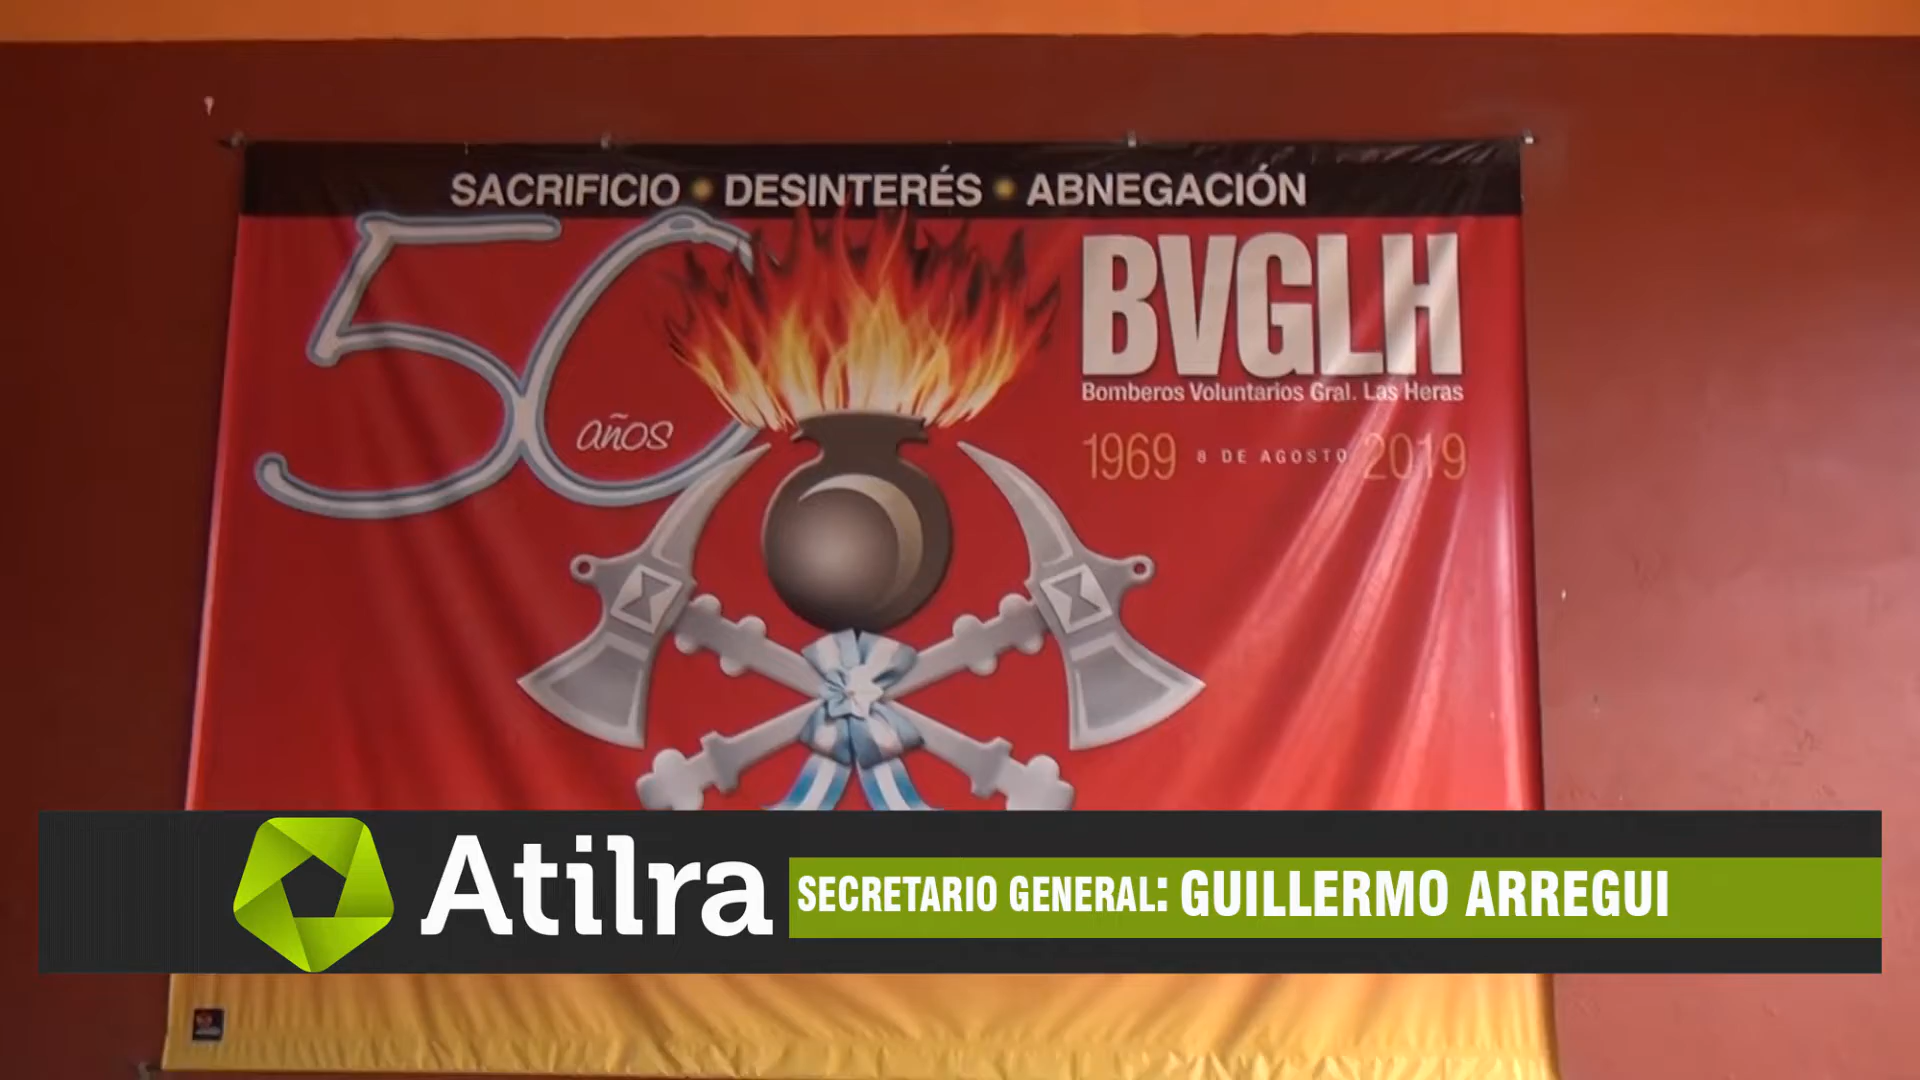 SACRIFICIO • DESINTERÉS • ABNEGACIÓN
50 años
BVGLH
Bomberos Voluntarios Gral. Las Heras
1969 8 DE AGOSTO 2019
Atilra
SECRETARIO GENERAL: GUILLERMO ARREGUI